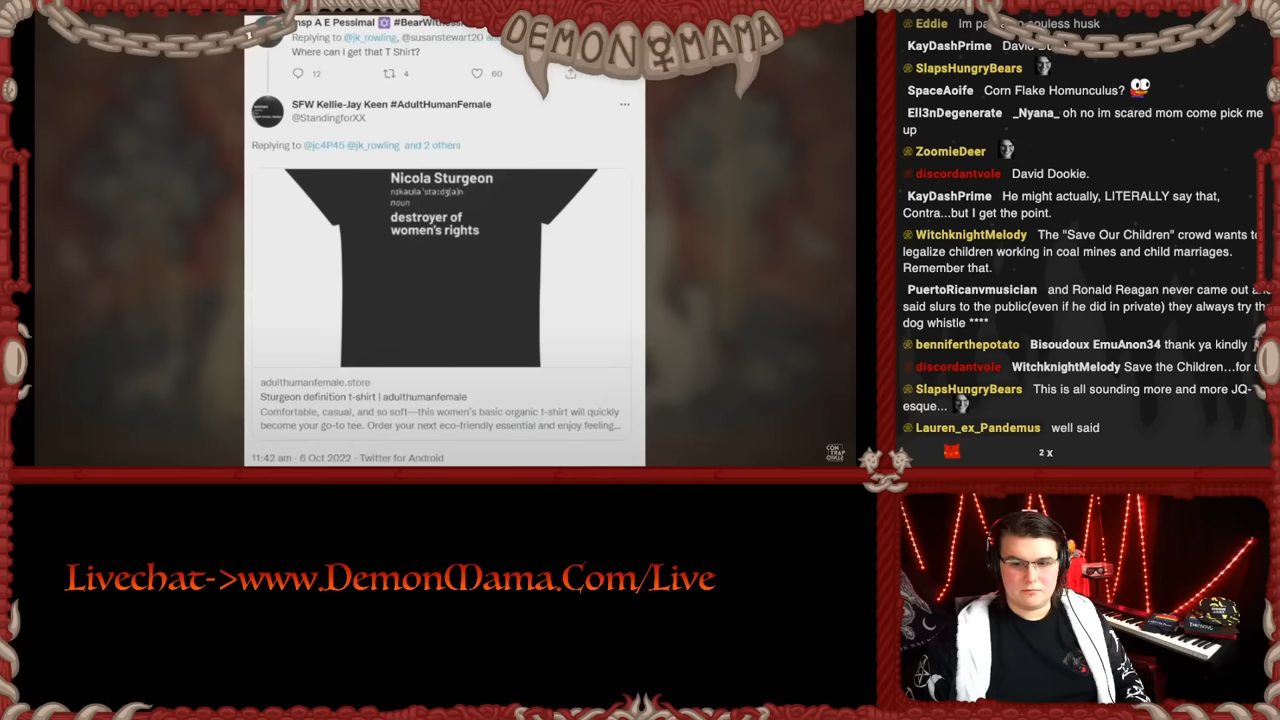 DEMON MAMA
nsp A E Pessimal
Replying to @jk_rowling, @susanstewart20
Where can I get that T Shirt?
12 4 60
SFW Kellie-Jay Keen #AdultHumanFemale
@StandingforXX
Replying to @jc4P45 @jk_rowling and 2 others
Nicola Sturgeon
noun
destroyer of
women's rights
adulthumanfemale.store
Sturgeon definition t-shirt | adulthumanfemale
Comfortable, casual, and so soft—this women's basic organic t-shirt will quickly
become your go-to tee. Order your next eco-friendly essential and enjoy feeling...
11:42 am · 6 Oct 2022 · Twitter for Android
Livechat->www.DemonMama.Com/Live
Eddie Im
KayDashPrime David
SlapsHungryBears
SpaceAoife Corn Flake Homunculus?
Ell3nDegenerate _Nyana_ oh no im scared mom come pick me
up
ZoomieDeer
discordantvole David Dookie.
KayDashPrime He might actually, LITERALLY say that,
Contra...but I get the point.
WitchknightMelody The "Save Our Children" crowd wants
legalize children working in coal mines and child marriages.
Remember that.
PuertoRicanvmusician and Ronald Reagan never came out
said slurs to the public(even if he did in private) they always try
dog whistle ****
benniferthepotato Bisoudoux EmuAnon34 thank ya kindly
discordantvole WitchknightMelody Save the Children...for
SlapsHungryBears This is all sounding more and more JQ-
esque...
Lauren_ex_Pandemus well said
2 x